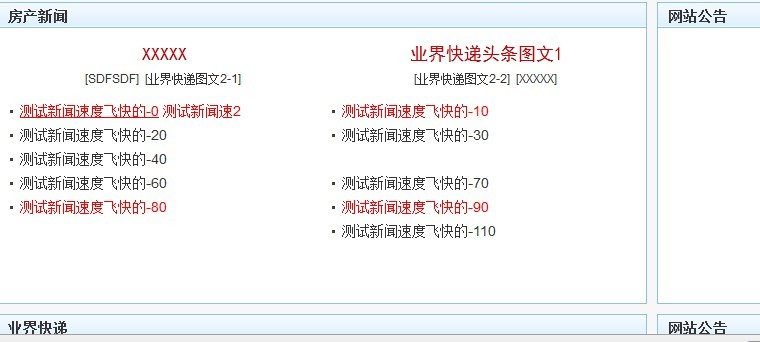 房产新闻
网站公告
XXXXX
[SDFSDF] [业界快递图文2-1]
测试新闻速度飞快的-0 测试新闻速2
测试新闻速度飞快的-20
测试新闻速度飞快的-40
测试新闻速度飞快的-60
测试新闻速度飞快的-80
业界快递头条图文1
[业界快递图文2-2] [XXXXX]
测试新闻速度飞快的-10
测试新闻速度飞快的-30
测试新闻速度飞快的-70
测试新闻速度飞快的-90
测试新闻速度飞快的-110
业界快递
网站公告